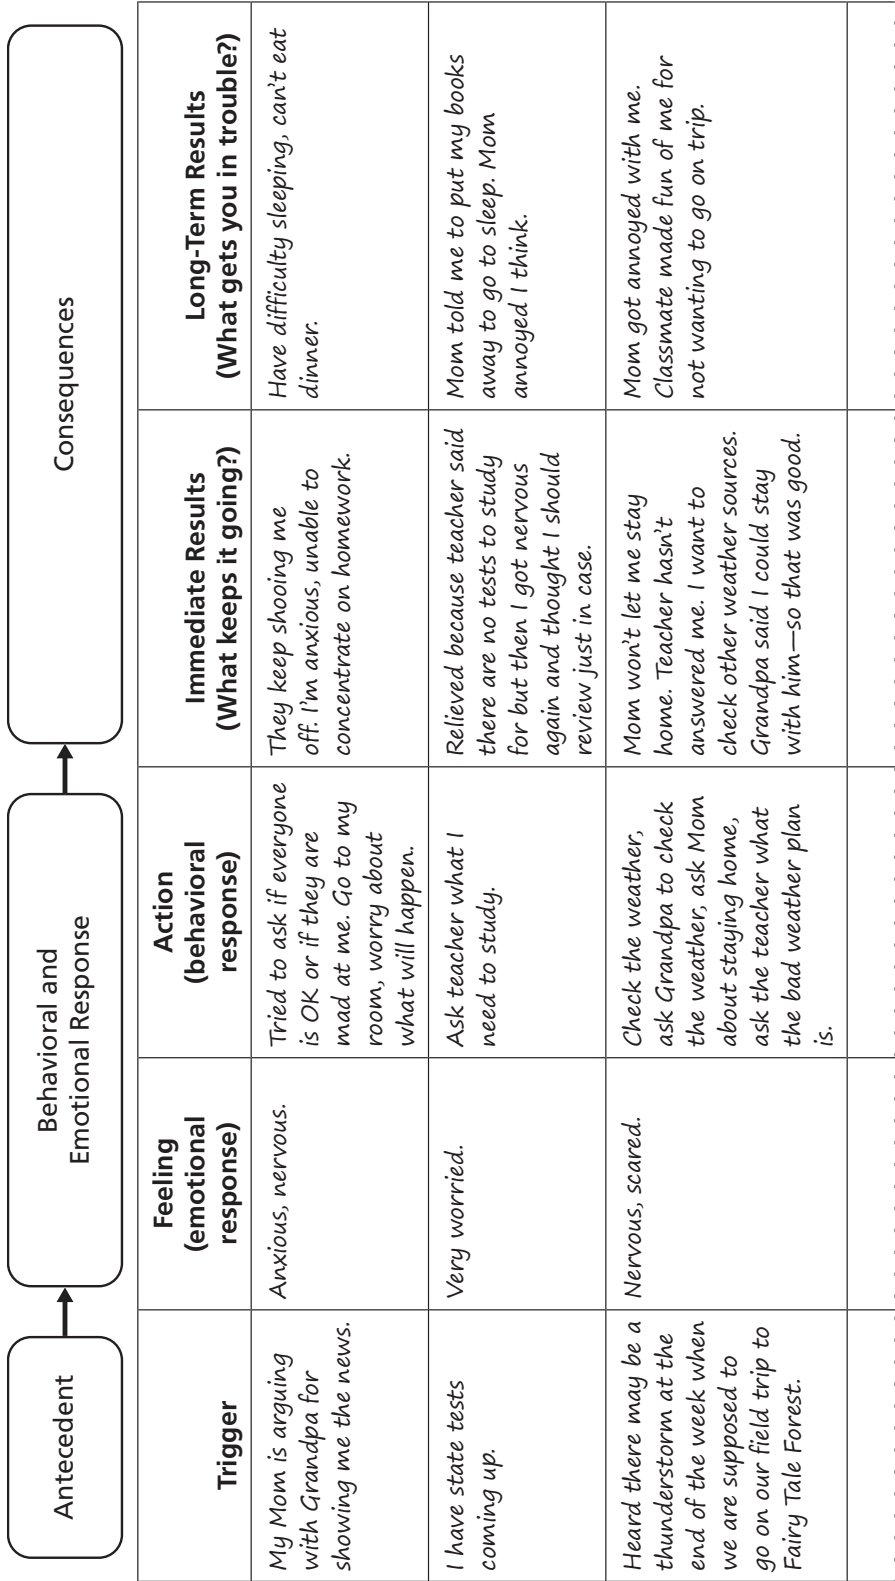 Antecedent
Behavioral and
Emotional Response
Consequences
Trigger
Feeling
(emotional
response)
Action
(behavioral
response)
Immediate Results
(What keeps it going?)
Long-Term Results
(What gets you in trouble?)
My Mom is arguing
with Grandpa for
showing me the news.
Anxious, nervous.
Tried to ask if everyone
is OK or if they are
mad at me. Go to my
room, worry about
what will happen.
They keep shooing me
off. I'm anxious, unable to
concentrate on homework.
Have difficulty sleeping, can't eat
dinner.
I have state tests
coming up.
Very worried.
Ask teacher what I
need to study.
Relieved because teacher said
there are no tests to study
for but then I got nervous
again and thought I should
review just in case.
Mom told me to put my books
away to go to sleep. Mom
annoyed I think.
Heard there may be a
thunderstorm at the
end of the week when
we are supposed to
go on our field trip to
Fairy Tale Forest.
Nervous, scared.
Check the weather,
ask Grandpa to check
the weather, ask Mom
about staying home,
ask the teacher what
the bad weather plan
is.
Mom won't let me stay
home. Teacher hasn't
answered me. I want to
check other weather sources.
Grandpa said I could stay
with him—so that was good.
Mom got annoyed with me.
Classmate made fun of me for
not wanting to go on trip.